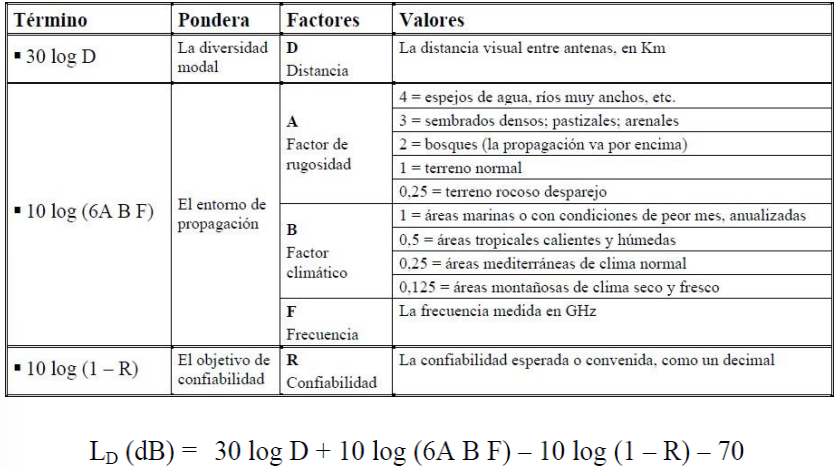 Término Pondera Factores Valores
▪ 30 log D
La diversidad
modal
D
Distancia
La distancia visual entre antenas, en Km
▪ 10 log (6A B F)
El entorno de
propagación
A
Factor de
rugosidad
4 = espejos de agua, ríos muy anchos, etc.
3 = sembrados densos; pastizales; arenales
2 = bosques (la propagación va por encima)
1 = terreno normal
0,25 = terreno rocoso desparejo
B
Factor
climático
1 = áreas marinas o con condiciones de peor mes, anualizadas
0,5 = áreas tropicales calientes y húmedas
0,25 = áreas mediterráneas de clima normal
0,125 = áreas montañosas de clima seco y fresco
F
Frecuencia
La frecuencia medida en GHz
▪ 10 log (1 – R)
El objetivo de
confiabilidad
R
Confiabilidad
La confiabilidad esperada o convenida, como un decimal
L_D (dB) = 30 log D + 10 log (6A B F) – 10 log (1 – R) – 70